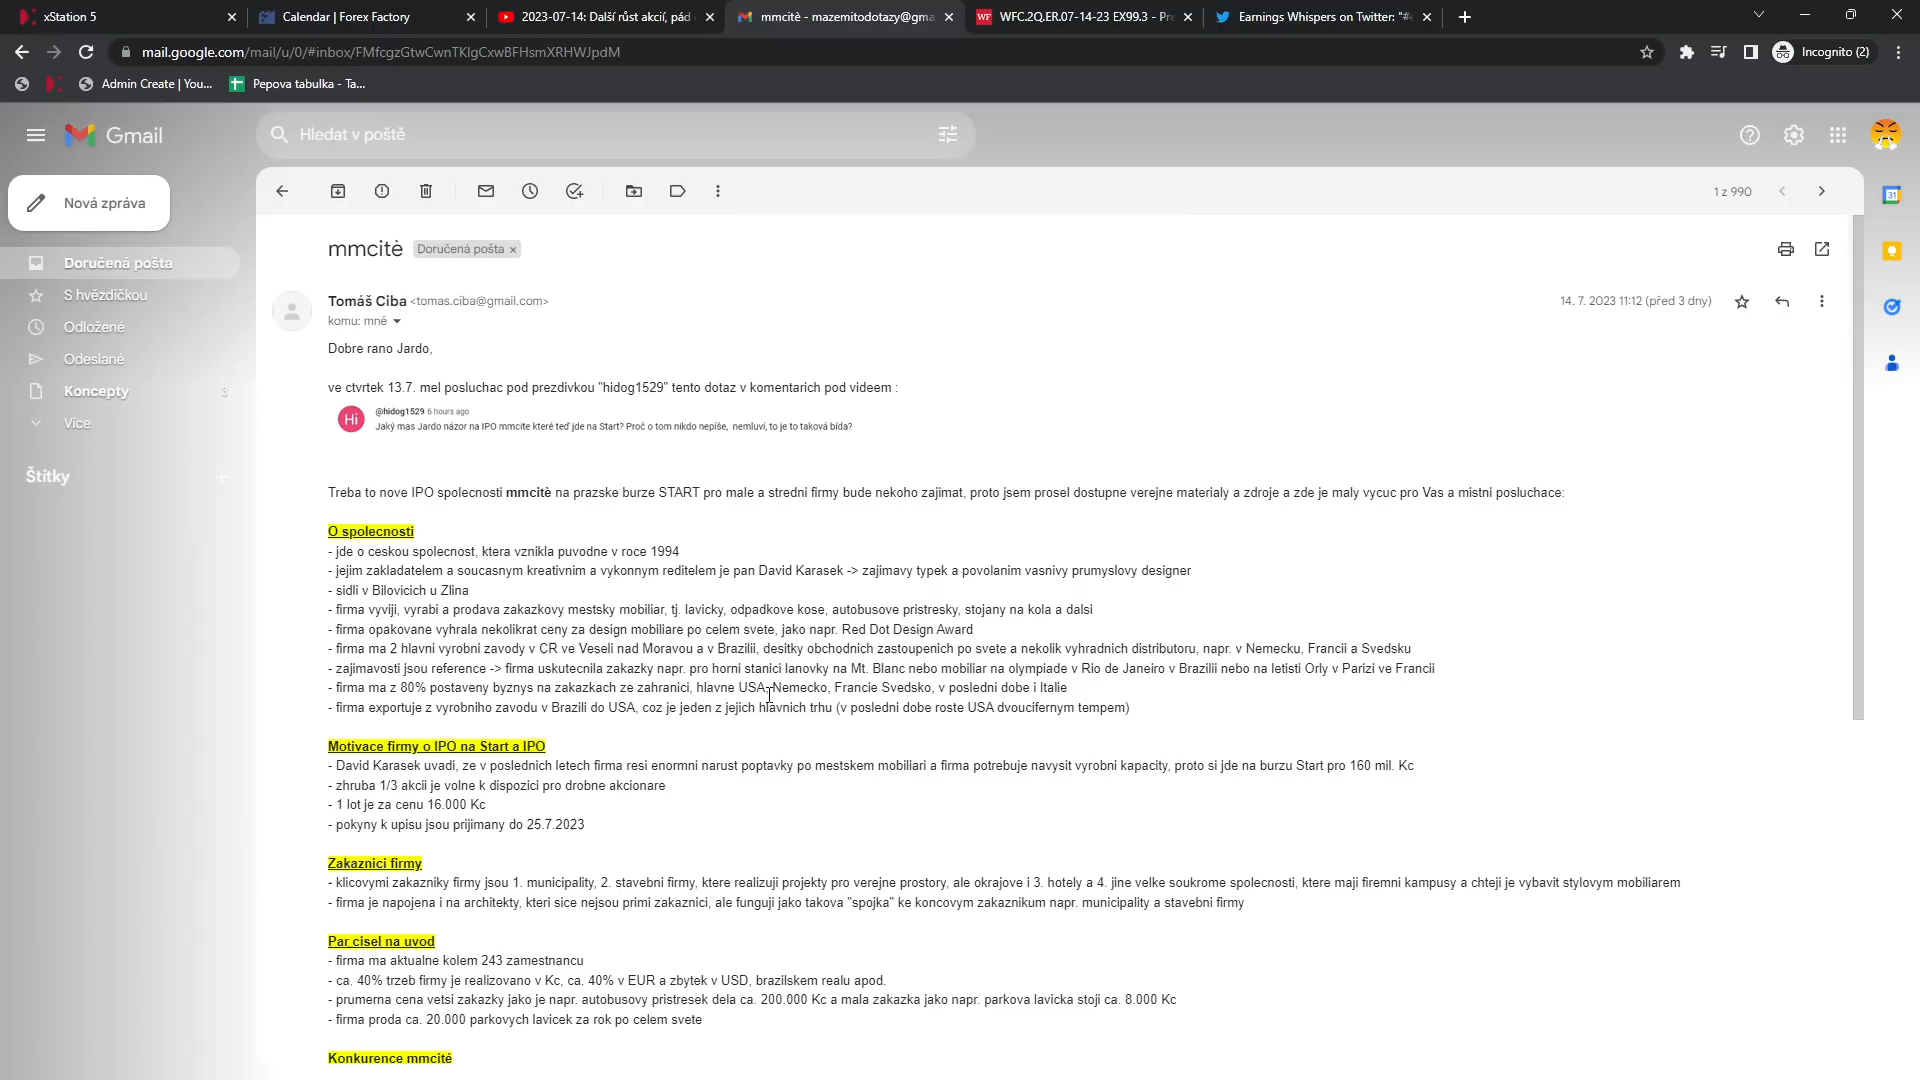 xStation 5
Calendar | Forex Factory
2023-07-14: Další růst akcií, pád
mmcitè - mazemitodotazy@gma
WFC.2Q.ER.07-14-23 EX99.3 - Pre
Earnings Whispers on Twitter: "#e
mail.google.com/mail/u/0/#inbox/FMfcgzGtwCwnTKlgCxwBFHsmXRHWJpdM
Incognito (2)
Admin Create | You...
Pepova tabulka - Ta...
Gmail
Hledat v poště
Nová zpráva
1 z 990
Doručená pošta
S hvězdičkou
Odložené
Odeslané
Koncepty 3
Více
Štítky
mmcitè Doručená pošta ×
Tomáš Ciba <tomas.ciba@gmail.com>
14. 7. 2023 11:12 (před 3 dny)
komu: mně
Dobre rano Jardo,
ve ctvrtek 13.7. mel posluchac pod prezdivkou "hidog1529" tento dotaz v komentarich pod videem :
Hi
@hidog1529 6 hours ago
Jaký mas Jardo názor na IPO mmcite které teď jde na Start? Proč o tom nikdo nepíše, nemluví, to je to taková bída?
Treba to nove IPO spolecnosti mmcitè na prazske burze START pro male a stredni firmy bude nekoho zajimat, proto jsem prosel dostupne verejne materialy a zdroje a zde je maly vycuc pro Vas a mistni posluchace:
O spolecnosti
- jde o ceskou spolecnost, ktera vznikla puvodne v roce 1994
- jejim zakladatelem a soucasnym kreativnim a vykonnym reditelem je pan David Karasek -> zajimavy typek a povolanim vasnivy prumyslovy designer
- sidli v Bilovicich u Zlina
- firma vyviji, vyrabi a prodava zakazkovy mestsky mobiliar, tj. lavicky, odpadkove kose, autobusove pristresky, stojany na kola a dalsi
- firma opakovane vyhrala nekolikrat ceny za design mobiliare po celem svete, jako napr. Red Dot Design Award
- firma ma 2 hlavni vyrobni zavody v CR ve Veseli nad Moravou a v Brazilii, desitky obchodnich zastoupenich po svete a nekolik vyhradnich distributoru, napr. v Nemecku, Francii a Svedsku
- zajimavosti jsou reference -> firma uskutecnila zakazky napr. pro horni stanici lanovky na Mt. Blanc nebo mobiliar na olympiade v Rio de Janeiro v Brazilii nebo na letisti Orly v Parizi ve Francii
- firma ma z 80% postaveny byznys na zakazkach ze zahranici, hlavne USA, Nemecko, Francie Svedsko, v posledni dobe i Italie
- firma exportuje z vyrobniho zavodu v Brazili do USA, coz je jeden z jejich hlavnich trhu (v posledni dobe roste USA dvoucifernym tempem)
Motivace firmy o IPO na Start a IPO
- David Karasek uvadi, ze v poslednich letech firma resi enormni narust poptavky po mestskem mobiliari a firma potrebuje navysit vyrobni kapacity, proto si jde na burzu Start pro 160 mil. Kc
- zhruba 1/3 akcii je volne k dispozici pro drobne akcionare
- 1 lot je za cenu 16.000 Kc
- pokyny k upisu jsou prijimany do 25.7.2023
Zakaznici firmy
- klicovymi zakazniky firmy jsou 1. municipality, 2. stavebni firmy, ktere realizuji projekty pro verejne prostory, ale okrajove i 3. hotely a 4. jine velke soukrome spolecnosti, ktere maji firemni kampusy a chteji je vybavit stylovym mobiliarem
- firma je napojena i na architekty, kteri sice nejsou primi zakaznici, ale funguji jako takova "spojka" ke koncovym zakaznikum napr. municipality a stavebni firmy
Par cisel na uvod
- firma ma aktualne kolem 243 zamestnancu
- ca. 40% trzeb firmy je realizovano v Kc, ca. 40% v EUR a zbytek v USD, brazilskem realu apod.
- prumerna cena vetsi zakazky jako je napr. autobusovy pristresek dela ca. 200.000 Kc a mala zakazka jako napr. parkova lavicka stoji ca. 8.000 Kc
- firma proda ca. 20.000 parkovych lavicek za rok po celem svete
Konkurence mmcité